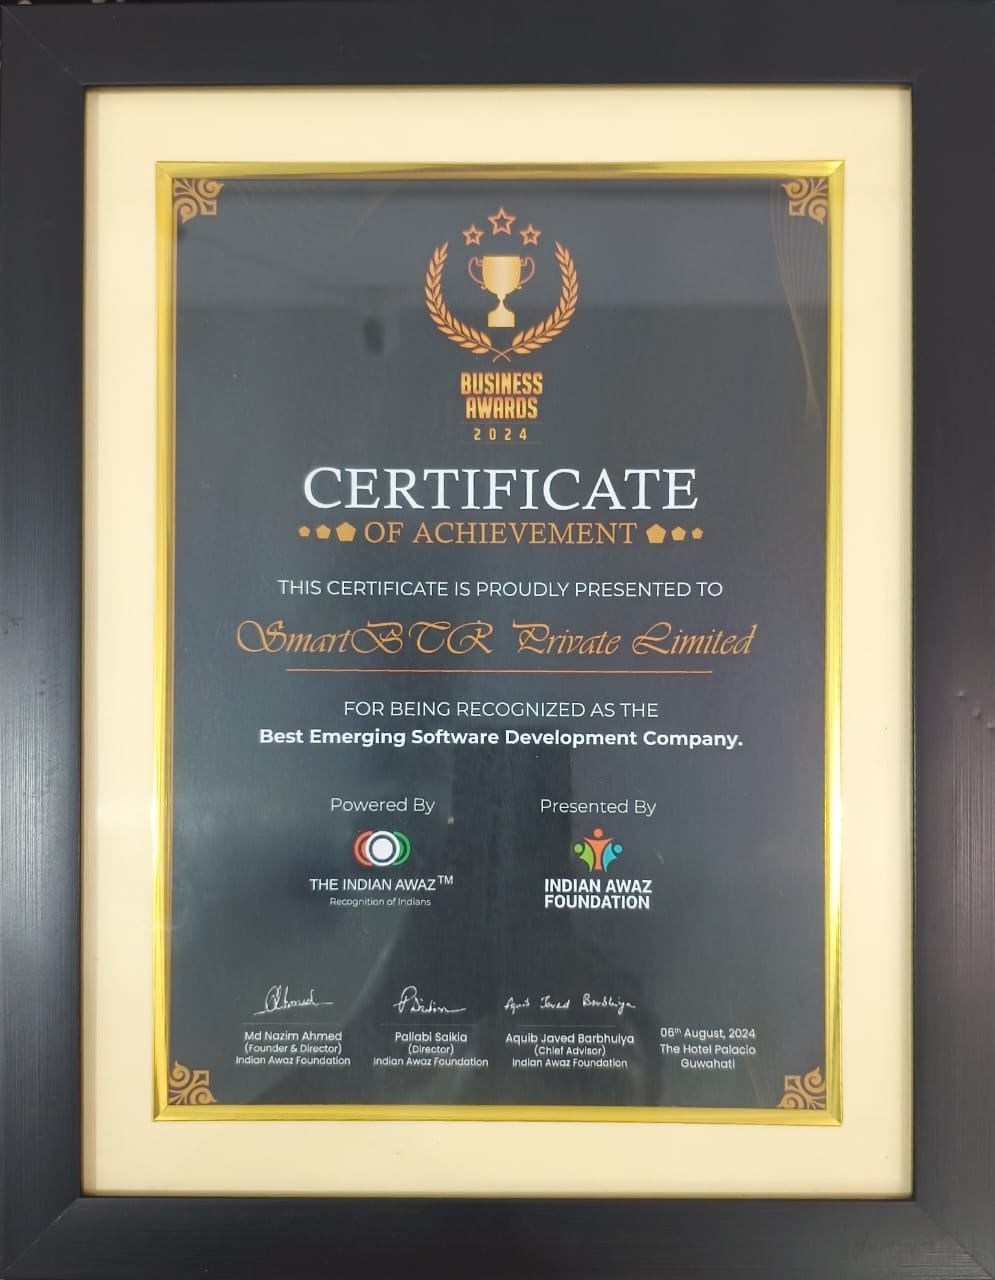 BUSINESS
AWARDS
2024
CERTIFICATE
OF ACHIEVEMENT
THIS CERTIFICATE IS PROUDLY PRESENTED TO
SmartBTR Private Limited
FOR BEING RECOGNIZED AS THE
Best Emerging Software Development Company.
Powered By
THE INDIAN AWAZ™
Recognition of Indians
Presented By
INDIAN AWAZ
FOUNDATION
Md Nazim Ahmed
(Founder & Director)
Indian Awaz Foundation
Pallabi Saikia
(Director)
Indian Awaz Foundation
Aquib Javed Barbhuiya
Aquib Javed Barbhuiya
(Chief Advisor)
Indian Awaz Foundation
06th August, 2024
The Hotel Palacio
Guwahati